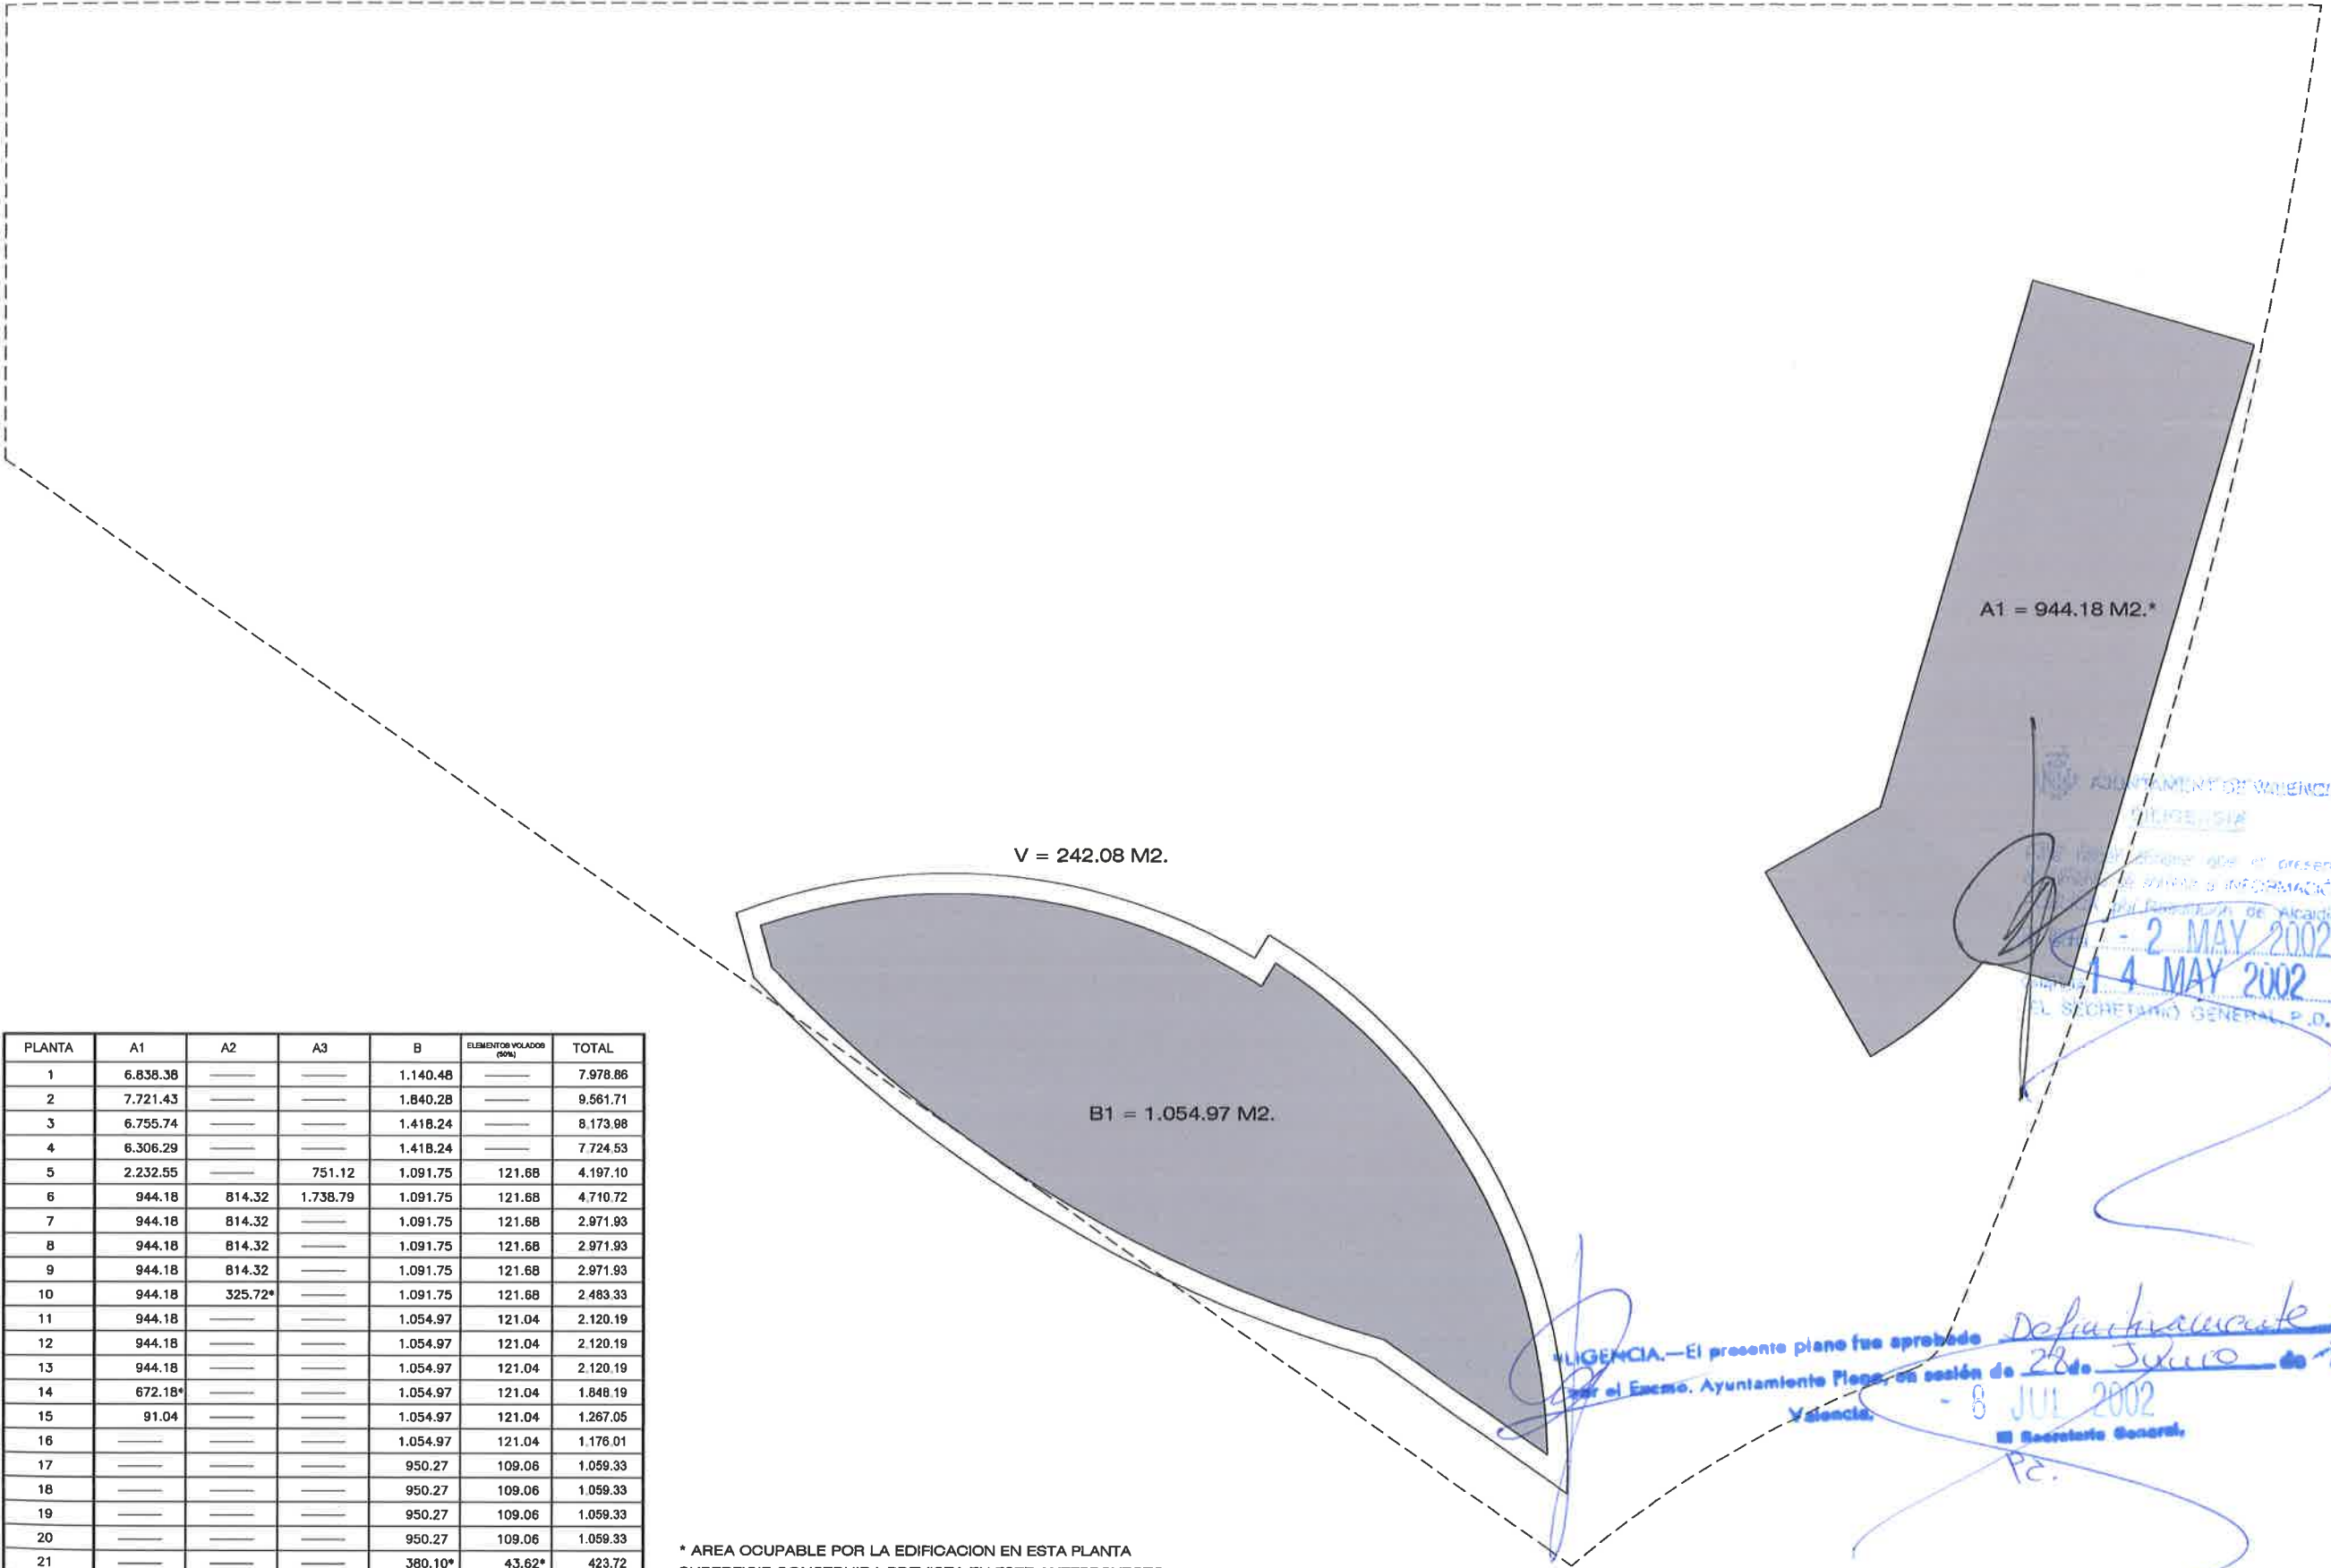 A1 = 944.18 M2.*
V = 242.08 M2.
B1 = 1.054.97 M2.
AJUNTAMENT DE VALENCIA
DILIGENSIA
que el
INFORMACIÓ
de Alcaldi
- 2 MAY 2002
14 MAY 2002
EL SECRETARIO GENERAL, P.D.
PLANTA A1 A2 A3 B ELEMENTOS VOLADOS (50%) TOTAL
1 6.838.38 —— —— 1.140.48 —— 7.978.86
2 7.721.43 —— —— 1.840.28 —— 9.561.71
3 6.755.74 —— —— 1.418.24 —— 8.173.98
4 6.306.29 —— —— 1.418.24 —— 7.724.53
5 2.232.55 —— 751.12 1.091.75 121.68 4.197.10
6 944.18 814.32 1.738.79 1.091.75 121.68 4.710.72
7 944.18 814.32 —— 1.091.75 121.68 2.971.93
8 944.18 814.32 —— 1.091.75 121.68 2.971.93
9 944.18 814.32 —— 1.091.75 121.68 2.971.93
10 944.18 325.72* —— 1.091.75 121.68 2.483.33
11 944.18 —— —— 1.054.97 121.04 2.120.19
12 944.18 —— —— 1.054.97 121.04 2.120.19
13 944.18 —— —— 1.054.97 121.04 2.120.19
14 672.18* —— —— 1.054.97 121.04 1.848.19
15 91.04 —— —— 1.054.97 121.04 1.267.05
16 —— —— —— 1.054.97 121.04 1.176.01
17 —— —— —— 950.27 109.06 1.059.33
18 —— —— —— 950.27 109.06 1.059.33
19 —— —— —— 950.27 109.06 1.059.33
20 —— —— —— 950.27 109.06 1.059.33
21 —— —— —— 380.10* 43.62* 423.72
* AREA OCUPABLE POR LA EDIFICACION EN ESTA PLANTA
LIGENCIA.—El presente plano fue aprobado Definitivamente
por el Excmo. Ayuntamiento Pleno, en sesión de 28 de Junio de
Valencia, - 8 JUL 2002
El Secretario General,